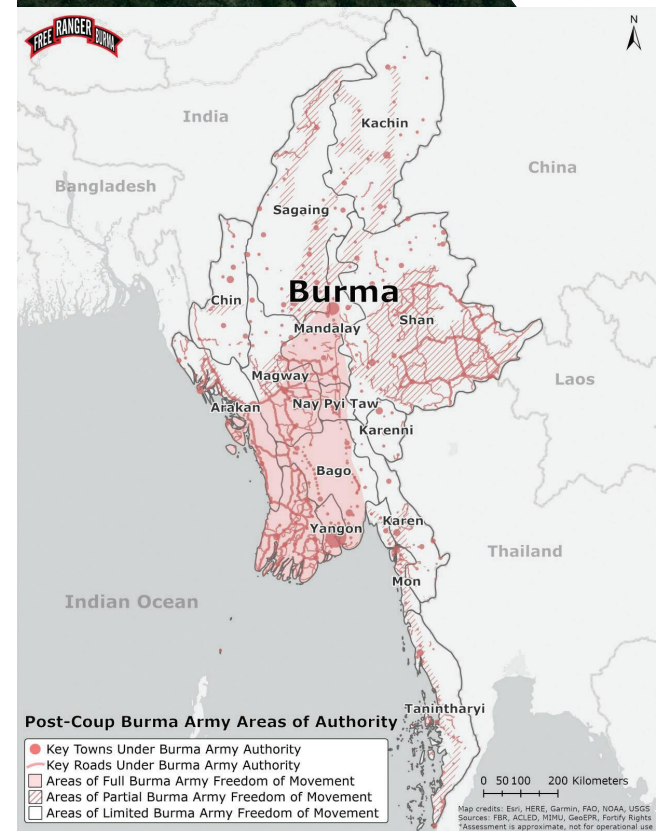 FREE RANGER BURMA
N
India
China
Bangladesh
Kachin
Sagaing
Chin
Burma
Mandalay
Shan
Magway
Laos
Arakan
Nay Pyi Taw
Karenni
Bago
Yangon
Karen
Thailand
Mon
Indian Ocean
Tanintharyi
Post-Coup Burma Army Areas of Authority
Key Towns Under Burma Army Authority
Key Roads Under Burma Army Authority
Areas of Full Burma Army Freedom of Movement
Areas of Partial Burma Army Freedom of Movement
Areas of Limited Burma Army Freedom of Movement
0 50 100 200 Kilometers
Map credits: Esri, HERE, Garmin, FAO, NOAA, USGS
Sources: FBR, ACLED, MIMU, GeoEPR, Fortify Rights
*Assessment is approximate, not for operational use